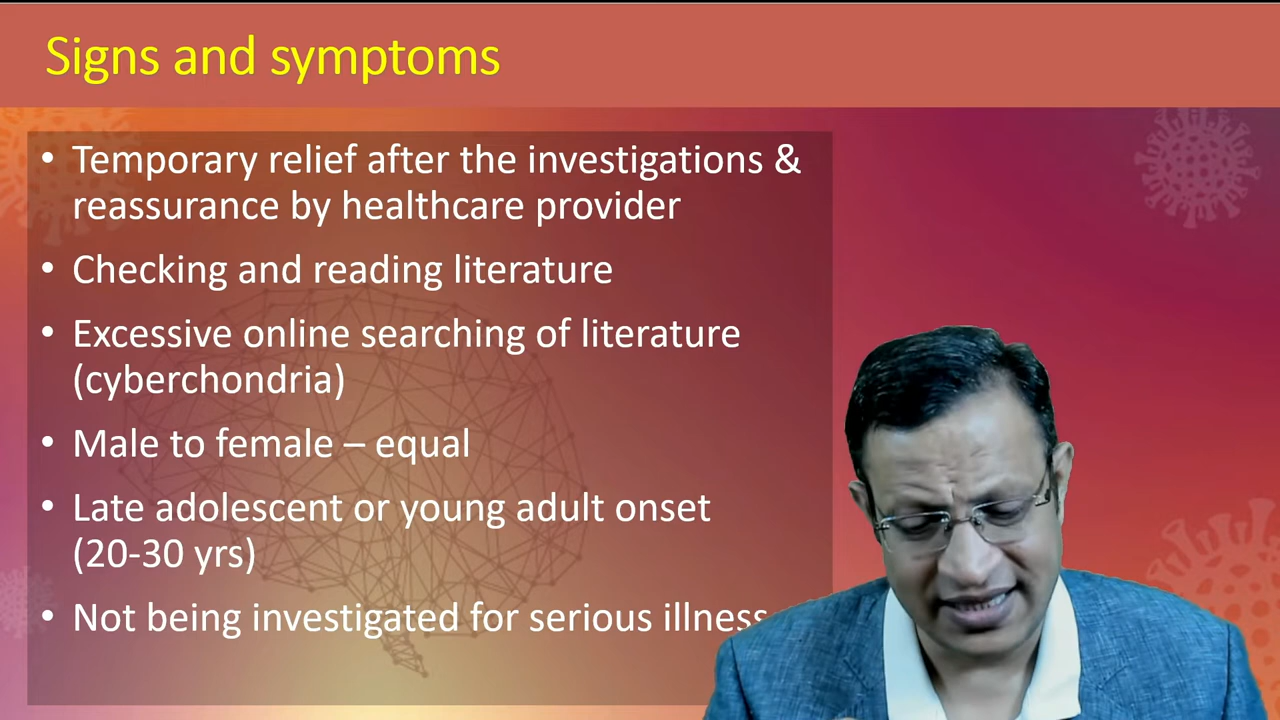 Signs and symptoms
• Temporary relief after the investigations &
reassurance by healthcare provider
• Checking and reading literature
• Excessive online searching of literature
(cyberchondria)
• Male to female – equal
• Late adolescent or young adult onset
(20-30 yrs)
• Not being investigated for serious illness